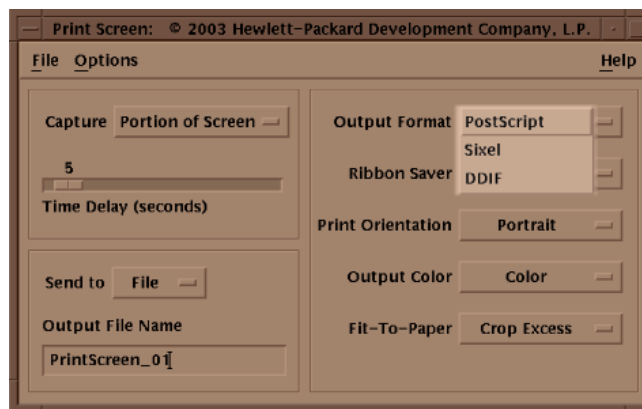 Print Screen: © 2003 Hewlett-Packard Development Company, L.P.
File Options Help
Capture Portion of Screen
5
Time Delay (seconds)
Send to File
Output File Name
PrintScreen_01
Output Format PostScript
Sixel
DDIF
Ribbon Saver
Print Orientation Portrait
Output Color Color
Fit-To-Paper Crop Excess